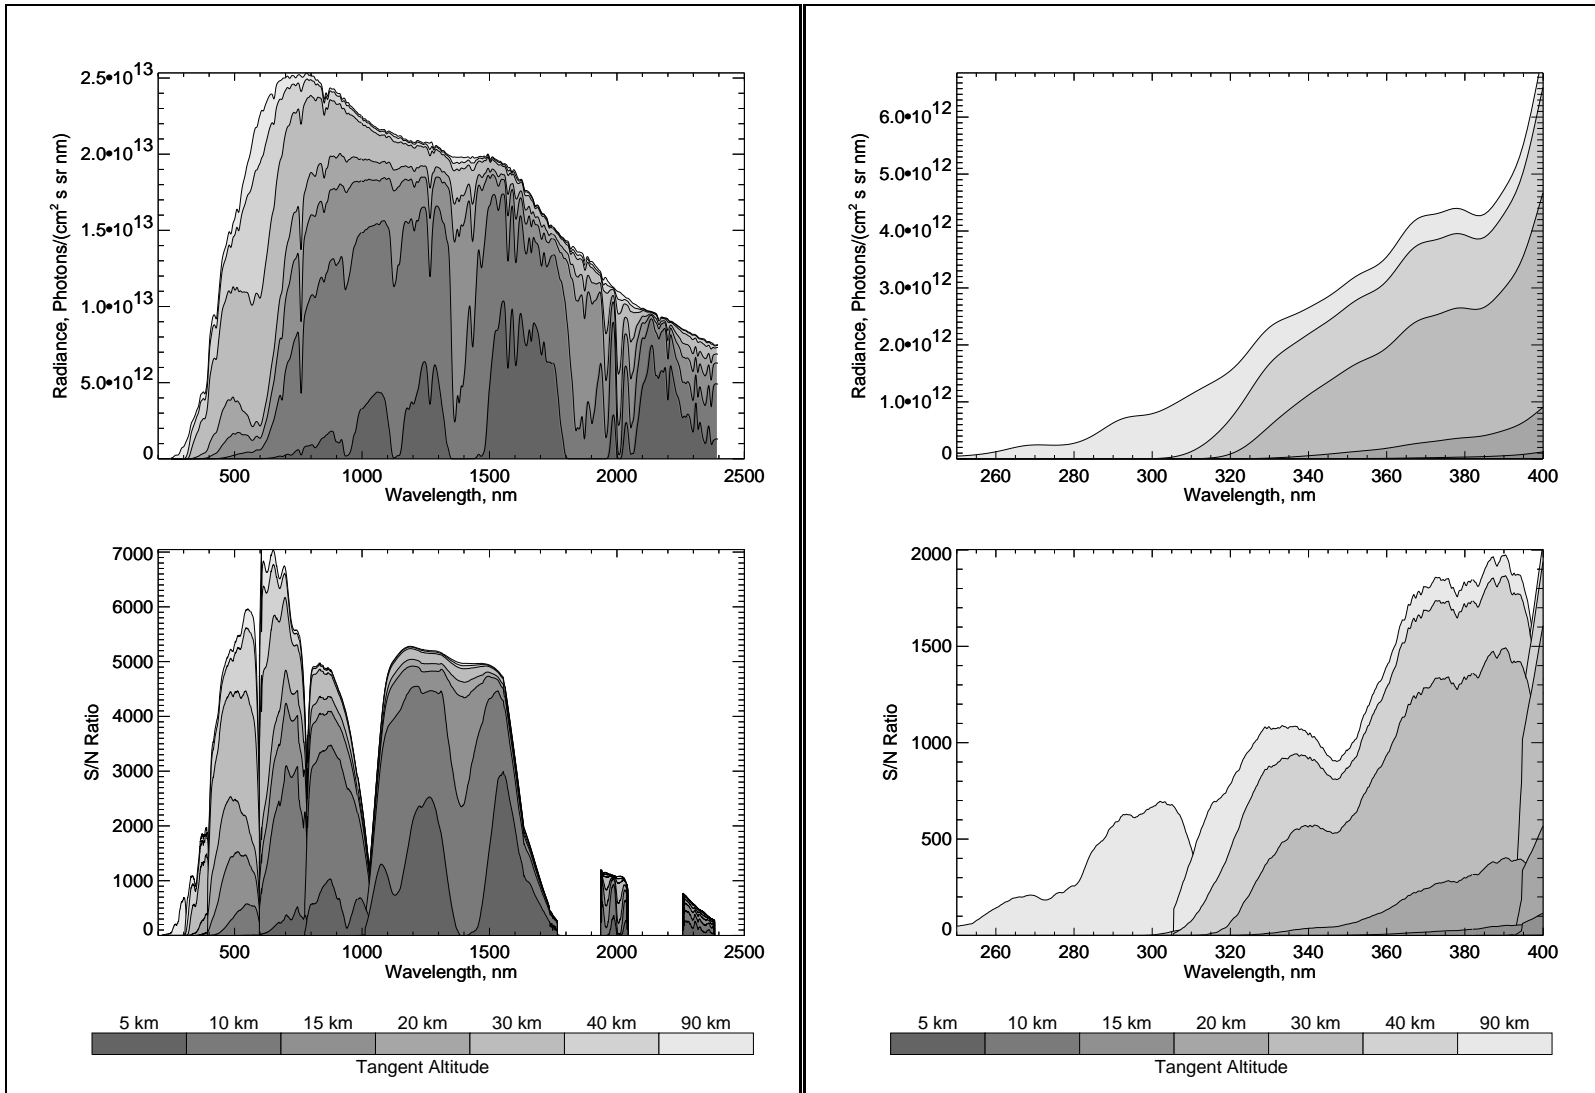 2.5•10^13
2.0•10^13
1.5•10^13
1.0•10^13
5.0•10^12
0
Radiance, Photons/(cm² s sr nm)
500 1000 1500 2000 2500
Wavelength, nm
7000
6000
5000
4000
3000
2000
1000
0
S/N Ratio
500 1000 1500 2000 2500
Wavelength, nm
5 km 10 km 15 km 20 km 30 km 40 km 90 km
Tangent Altitude
6.0•10^12
5.0•10^12
4.0•10^12
3.0•10^12
2.0•10^12
1.0•10^12
0
Radiance, Photons/(cm² s sr nm)
260 280 300 320 340 360 380 400
Wavelength, nm
2000
1500
1000
500
0
S/N Ratio
260 280 300 320 340 360 380 400
Wavelength, nm
5 km 10 km 15 km 20 km 30 km 40 km 90 km
Tangent Altitude